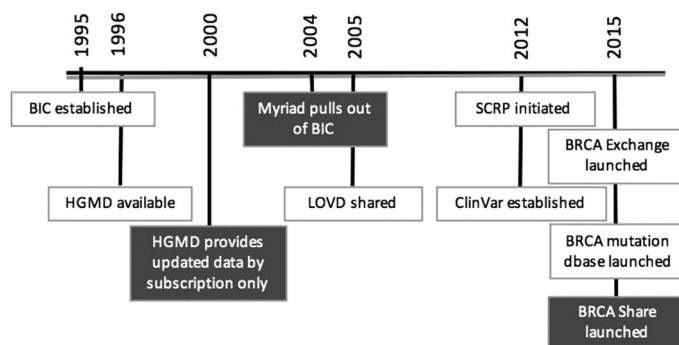 1995
1996
2000
2004
2005
2012
2015
BIC established
Myriad pulls out
of BIC
SCRP initiated
BRCA Exchange
launched
HGMD available
LOVD shared
ClinVar established
HGMD provides
updated data by
subscription only
BRCA mutation
dbase launched
BRCA Share
launched